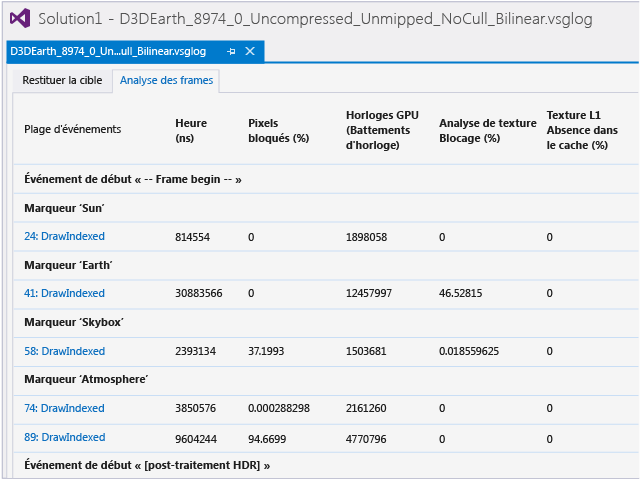 Solution1 - D3DEarth_8974_0_Uncompressed_Unmipped_NoCull_Bilinear.vsglog
D3DEarth_8974_0_Un...ull_Bilinear.vsglog
Restituer la cible Analyse des frames
Plage d'événements Heure (ns) Pixels bloqués (%) Horloges GPU (Battements d'horloge) Analyse de texture Blocage (%) Texture L1 Absence dans le cache (%)
Événement de début « -- Frame begin -- »
Marqueur 'Sun'
24: DrawIndexed 814554 0 1898058 0 0
Marqueur 'Earth'
41: DrawIndexed 30883566 0 12457997 46.52815 0
Marqueur 'Skybox'
58: DrawIndexed 2393134 37.1993 1503681 0.018559625 0
Marqueur 'Atmosphere'
74: DrawIndexed 3850576 0.000288298 2161260 0 0
89: DrawIndexed 9604244 94.6699 4770796 0 0
Événement de début « [post-traitement HDR] »